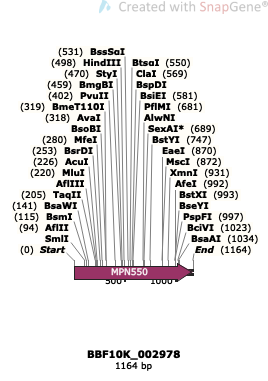 Created with SnapGene®
(531) BssSαI
(498) HindIII BtsαI (550)
(470) StyI ClaI (569)
(459) BmgBI BspDI
(402) PvuII BsiEI (581)
(319) BmeT110I PflMI (681)
(318) AvaI AlwNI
BsoBI SexAI* (689)
(280) MfeI BstYI (747)
(253) BsrDI EaeI (870)
(226) AcuI MscI (872)
(220) MluI XmnI (931)
AflIII AfeI (992)
(205) TaqII BstXI (993)
(141) BsaWI BseYI
(115) BsmI PspFI (997)
(94) AflII BciVI (1023)
SmlI BsaAI (1034)
(0) Start End (1164)
MPN550
500 1000
BBF10K_002978
1164 bp